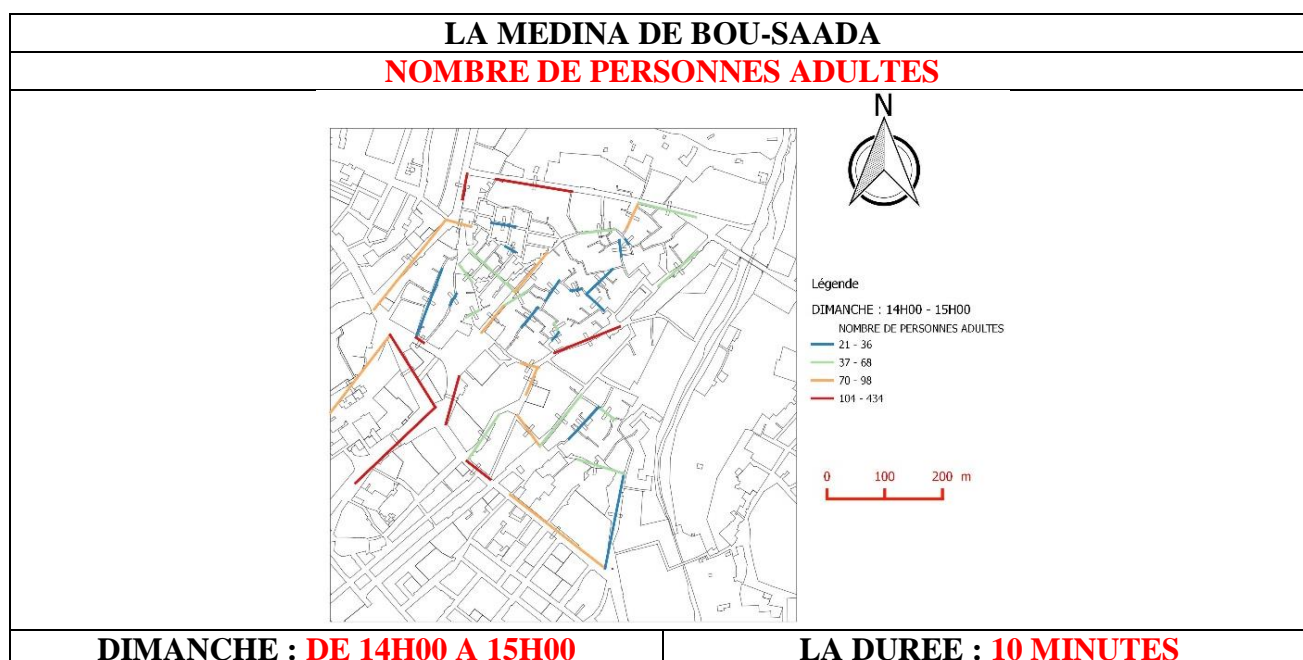 LA MEDINA DE BOU-SAADA
NOMBRE DE PERSONNES ADULTES
N
Légende
DIMANCHE : 14H00 - 15H00
NOMBRE DE PERSONNES ADULTES
21 - 36
37 - 68
70 - 98
104 - 434
0 100 200 m
DIMANCHE : DE 14H00 A 15H00
LA DUREE : 10 MINUTES